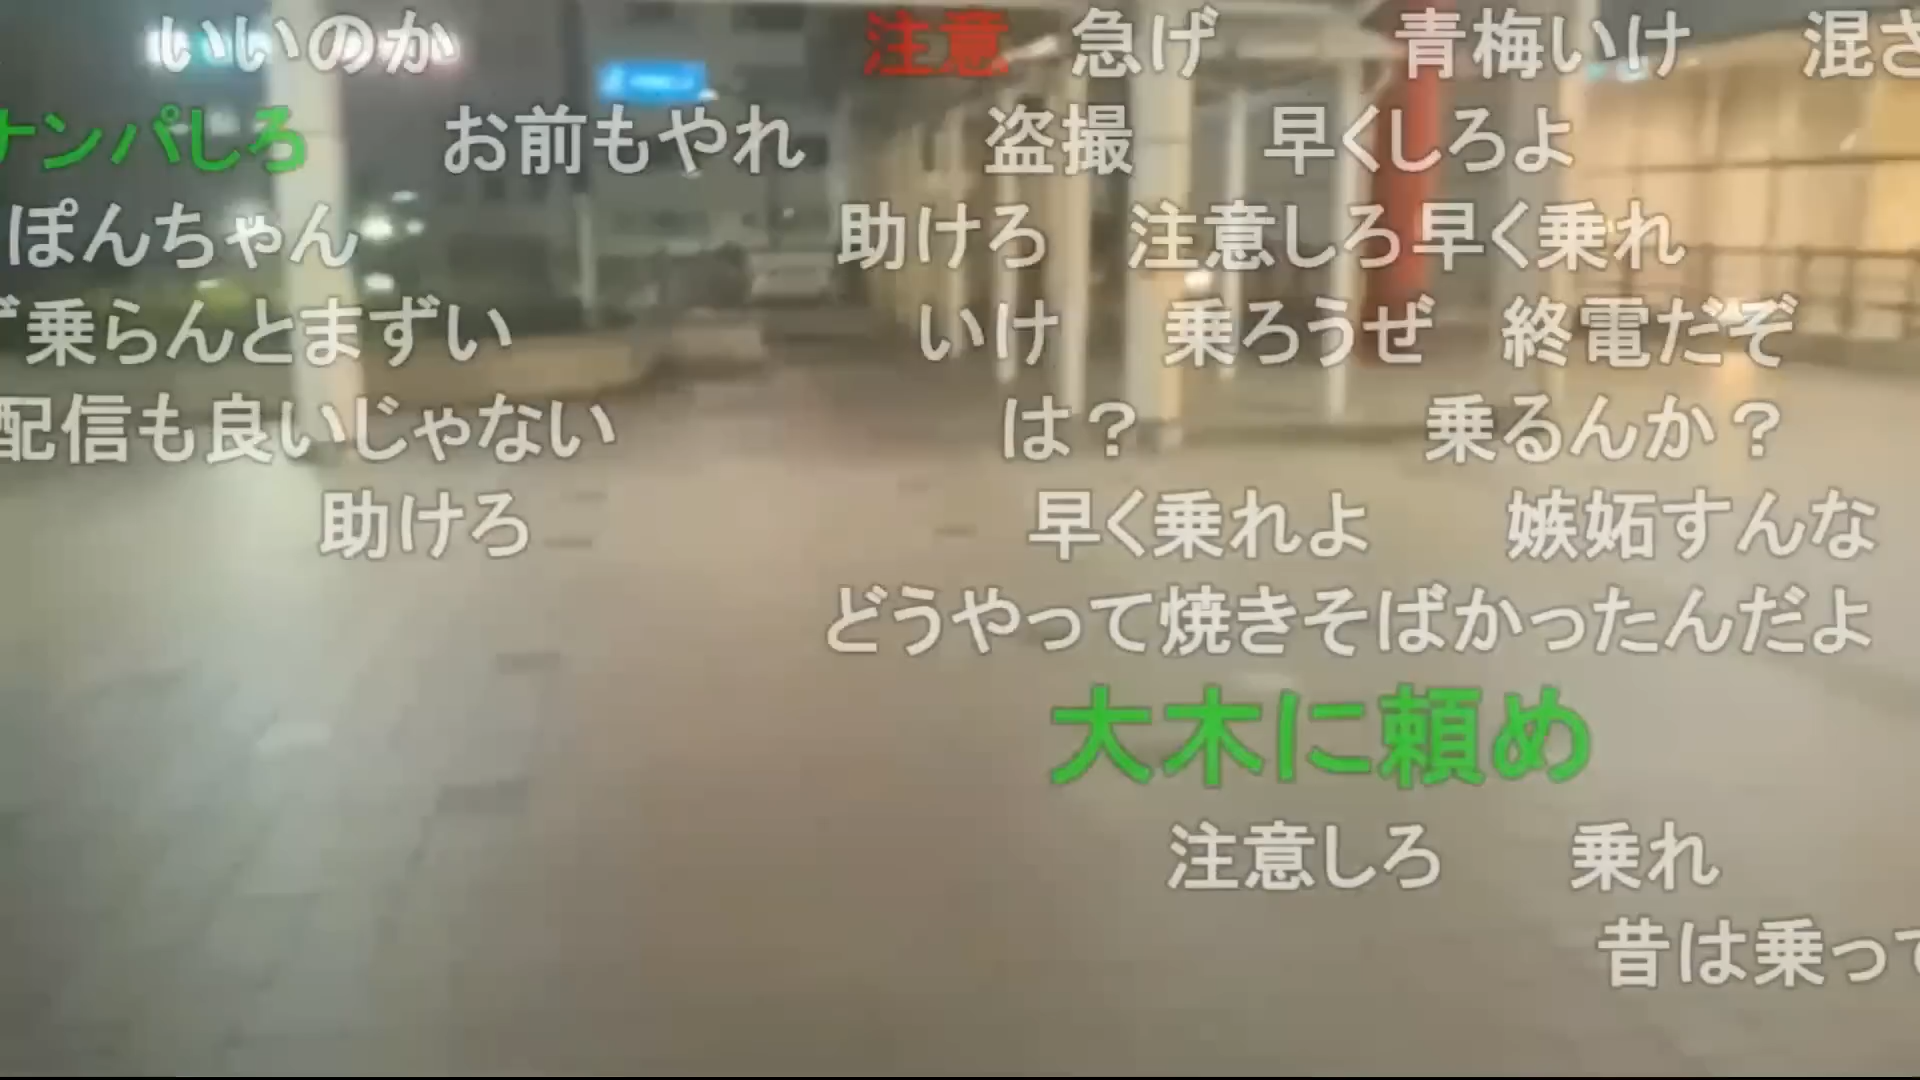 いいのか 注意 急げ 青梅いけ 混さ
ナンパしろ お前もやれ 盗撮 早くしろよ
ぽんちゃん 助けろ 注意しろ 早く乗れ
乗らんとまずい いけ 乗ろうぜ 終電だぞ
配信も良いじゃない は？ 乗るんか？
助けろ 早く乗れよ 嫉妬すんな
どうやって焼きそばかったんだよ
大木に頼め
注意しろ 乗れ
昔は乗って